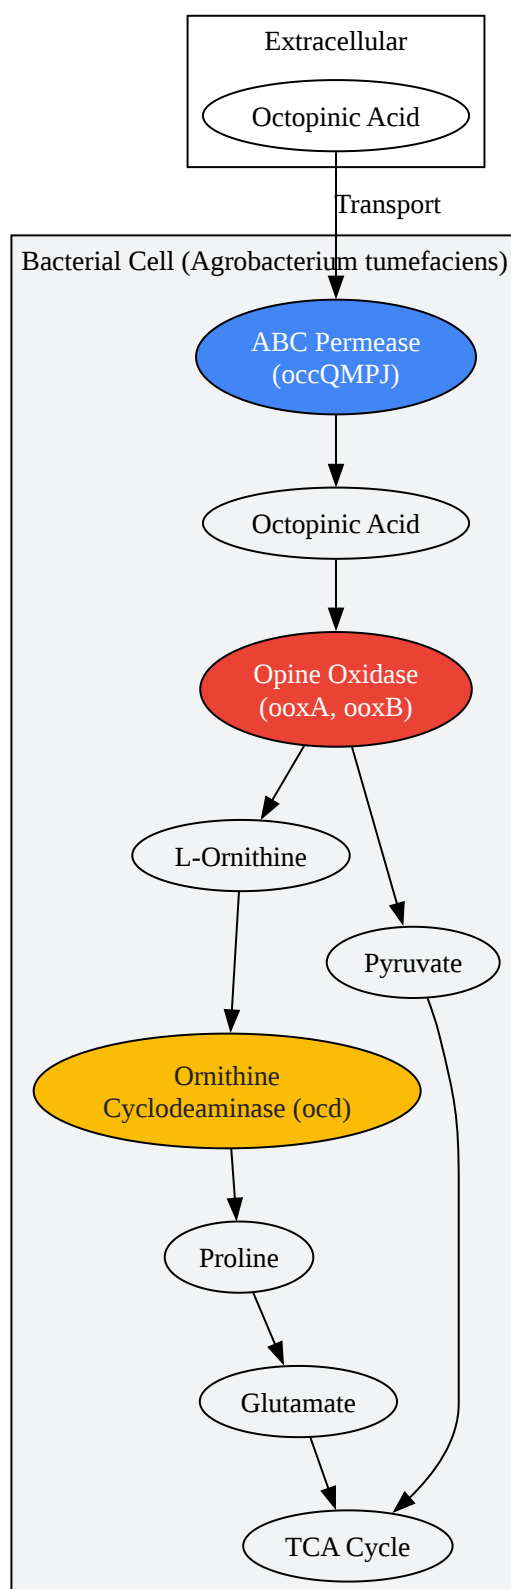 Extracellular
Octopinic Acid
Transport
Bacterial Cell (Agrobacterium tumefaciens)
ABC Permease
(occQMPJ)
Octopinic Acid
Opine Oxidase
(ooxA, ooxB)
L-Ornithine
Pyruvate
Ornithine
Cyclodeaminase (ocd)
Proline
Glutamate
TCA Cycle